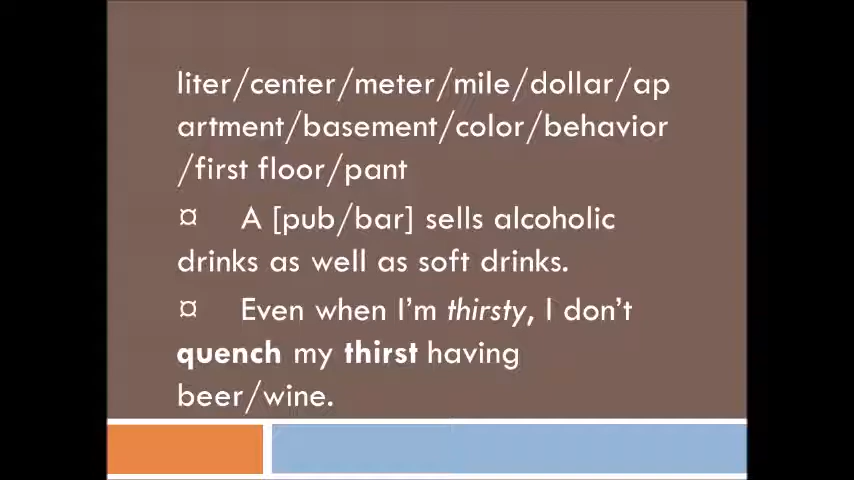 liter/center/meter/mile/dollar/ap
artment/basement/color/behavior
/first floor/pant
¤ A [pub/bar] sells alcoholic
drinks as well as soft drinks.
¤ Even when I’m thirsty, I don’t
quench my thirst having
beer/wine.